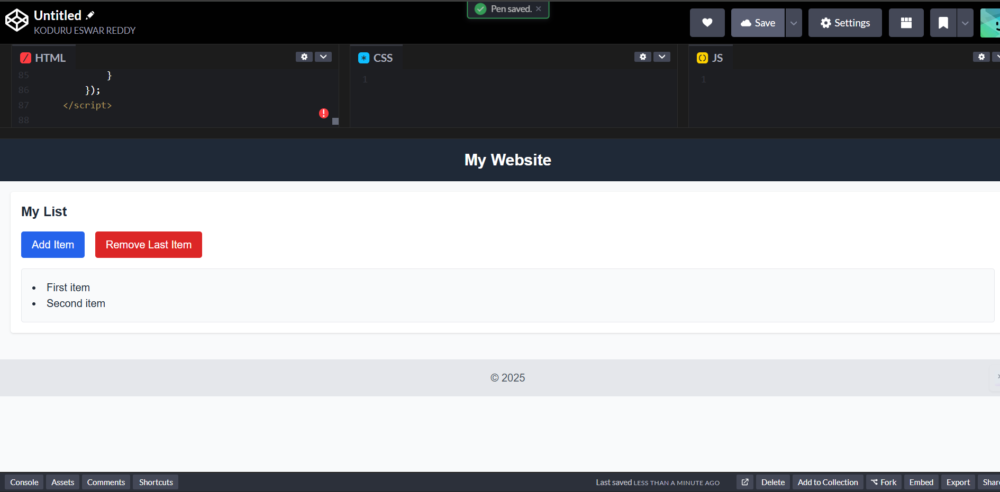 Untitled
KODURU ESWAR REDDY
Pen saved. ×
Save
Settings
HTML
CSS
JS
85 }
86 });
87 </script>
88
1
1
My Website
My List
Add Item
Remove Last Item
• First item
• Second item
© 2025
Console Assets Comments Shortcuts
Last saved LESS THAN A MINUTE AGO
Delete Add to Collection Fork Embed Export Shar